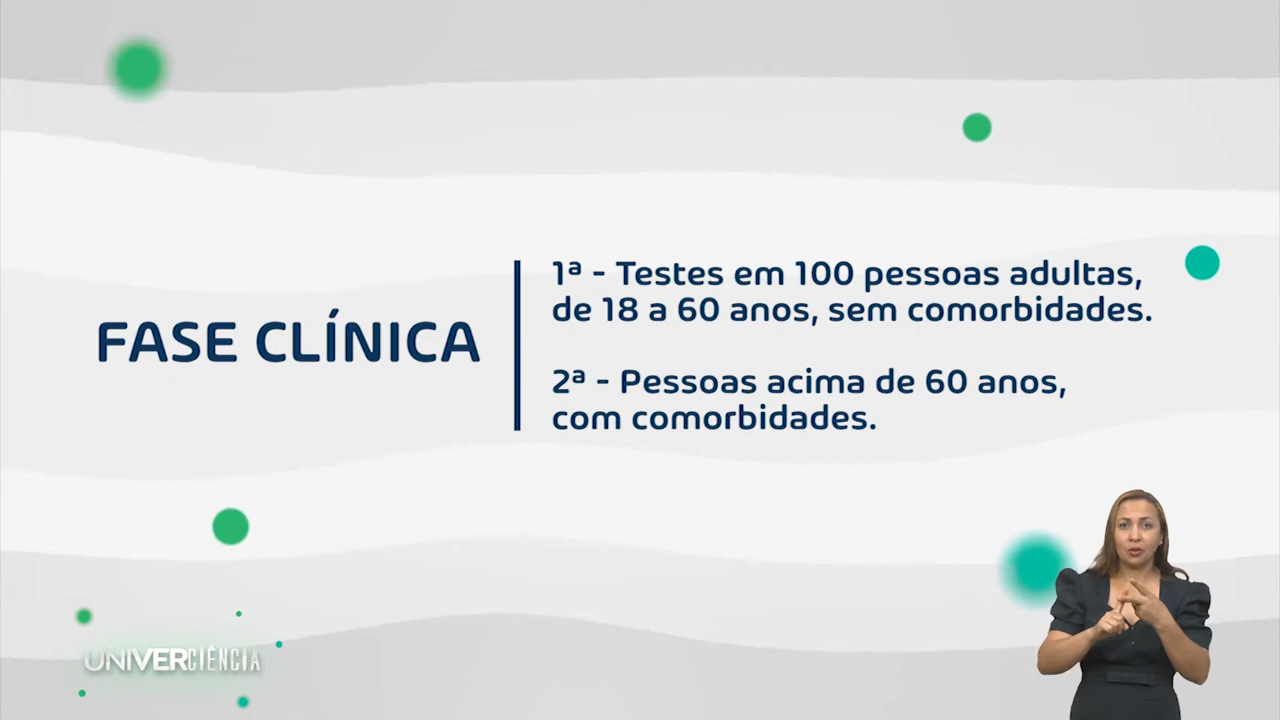 FASE CLÍNICA
1ª - Testes em 100 pessoas adultas,
de 18 a 60 anos, sem comorbidades.
2ª - Pessoas acima de 60 anos,
com comorbidades.
UNIVERCIÊNCIA